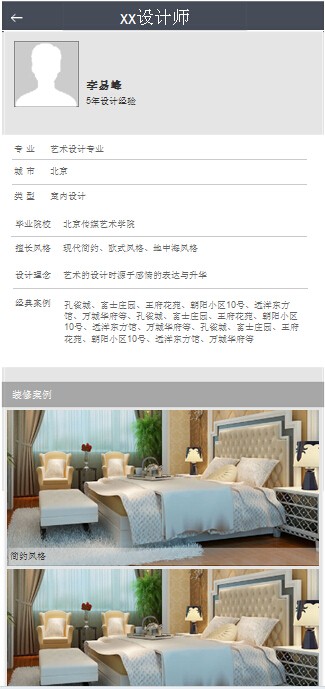 xx设计师
李易峰
5年设计经验
专 业 艺术设计专业
城 市 北京
类 型 室内设计
毕业院校 北京传媒艺术学院
擅长风格 现代简约、欧式风格、地中海风格
设计理念 艺术的设计时源于感情的表达与升华
经典案例 孔雀城、富士庄园、王府花苑、朝阳小区10号、远洋东方
馆、万城华府等、孔雀城、富士庄园、王府花苑、朝阳小区
10号、远洋东方馆、万城华府等、孔雀城、富士庄园、王府
花苑、朝阳小区10号、远洋东方馆、万城华府等
装修案例
简约风格